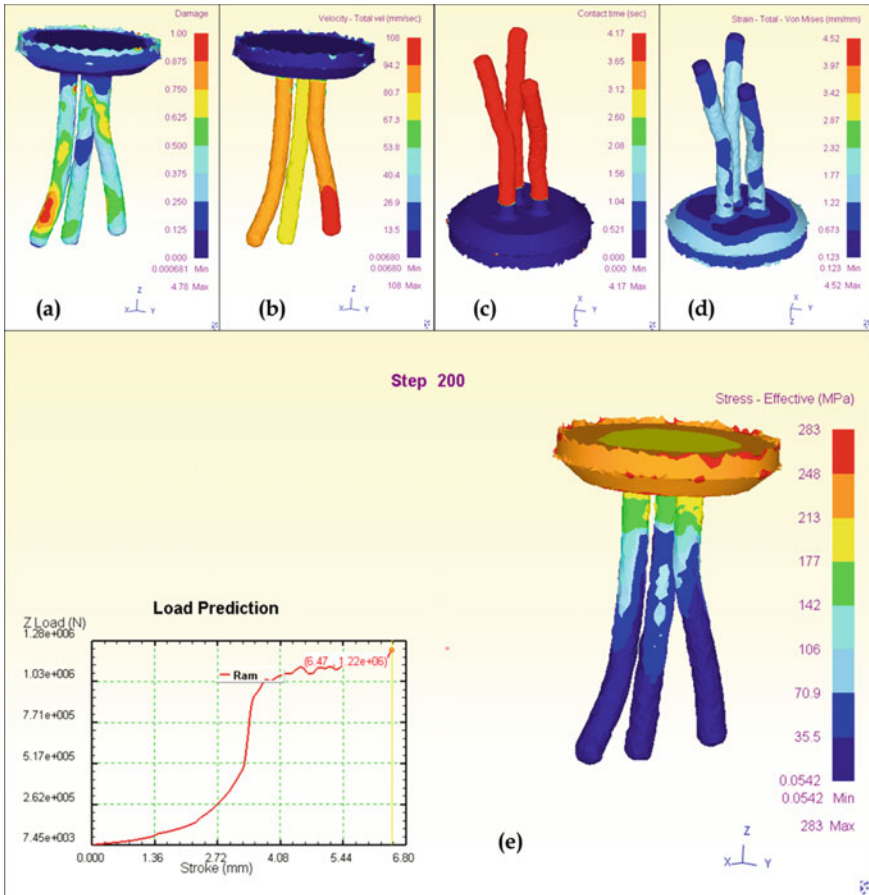 Damage
1.00
0.875
0.750
0.625
0.500
0.375
0.250
0.125
0.000
0.000681 Min
4.78 Max
Z
X Y
(a)
Velocity - Total vel (mm/sec)
108
94.2
80.7
67.3
53.8
40.4
26.9
13.5
0.00680
0.00680 Min
108 Max
Z
X Y
(b)
Contact time (sec)
4.17
3.65
3.13
2.60
2.08
1.56
1.04
0.521
0.000
0.000 Min
4.17 Max
X
Y
Z
(c)
Strain - Total - Von Mises (mm/mm)
4.52
3.97
3.42
2.87
2.32
1.77
1.22
0.673
0.123
0.123 Min
4.52 Max
X
Y
Z
(d)
Step 200
Stress - Effective (MPa)
283
248
213
177
142
106
70.9
35.5
0.0542
0.0542 Min
283 Max
Z
X Y
(e)
Load Prediction
Z Load (N)
1.28e+006
1.03e+006
7.71e+005
5.17e+005
2.62e+005
7.45e+003
(6.47 , 1.22e+06)
Ram
0.000 1.36 2.72 4.08 5.44 6.80
Stroke (mm)